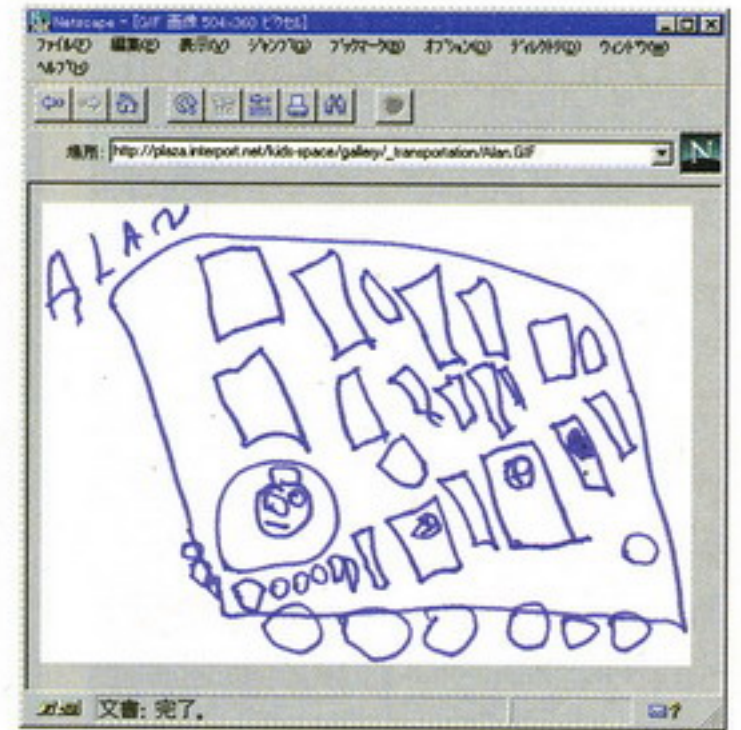 Netscape - [GIF 画像 504x360 ピクセル]
ファイル(F) 編集(E) 表示(V) ジャンプ(G) ブックマーク(B) オプション(O) ディレクトリ(D) ウィンドウ(W)
ヘルプ(H)
場所: http://plaza.interport.net/kids-space/gallery/_transportation/Alan.GIF
N
ALAN
文書: 完了。